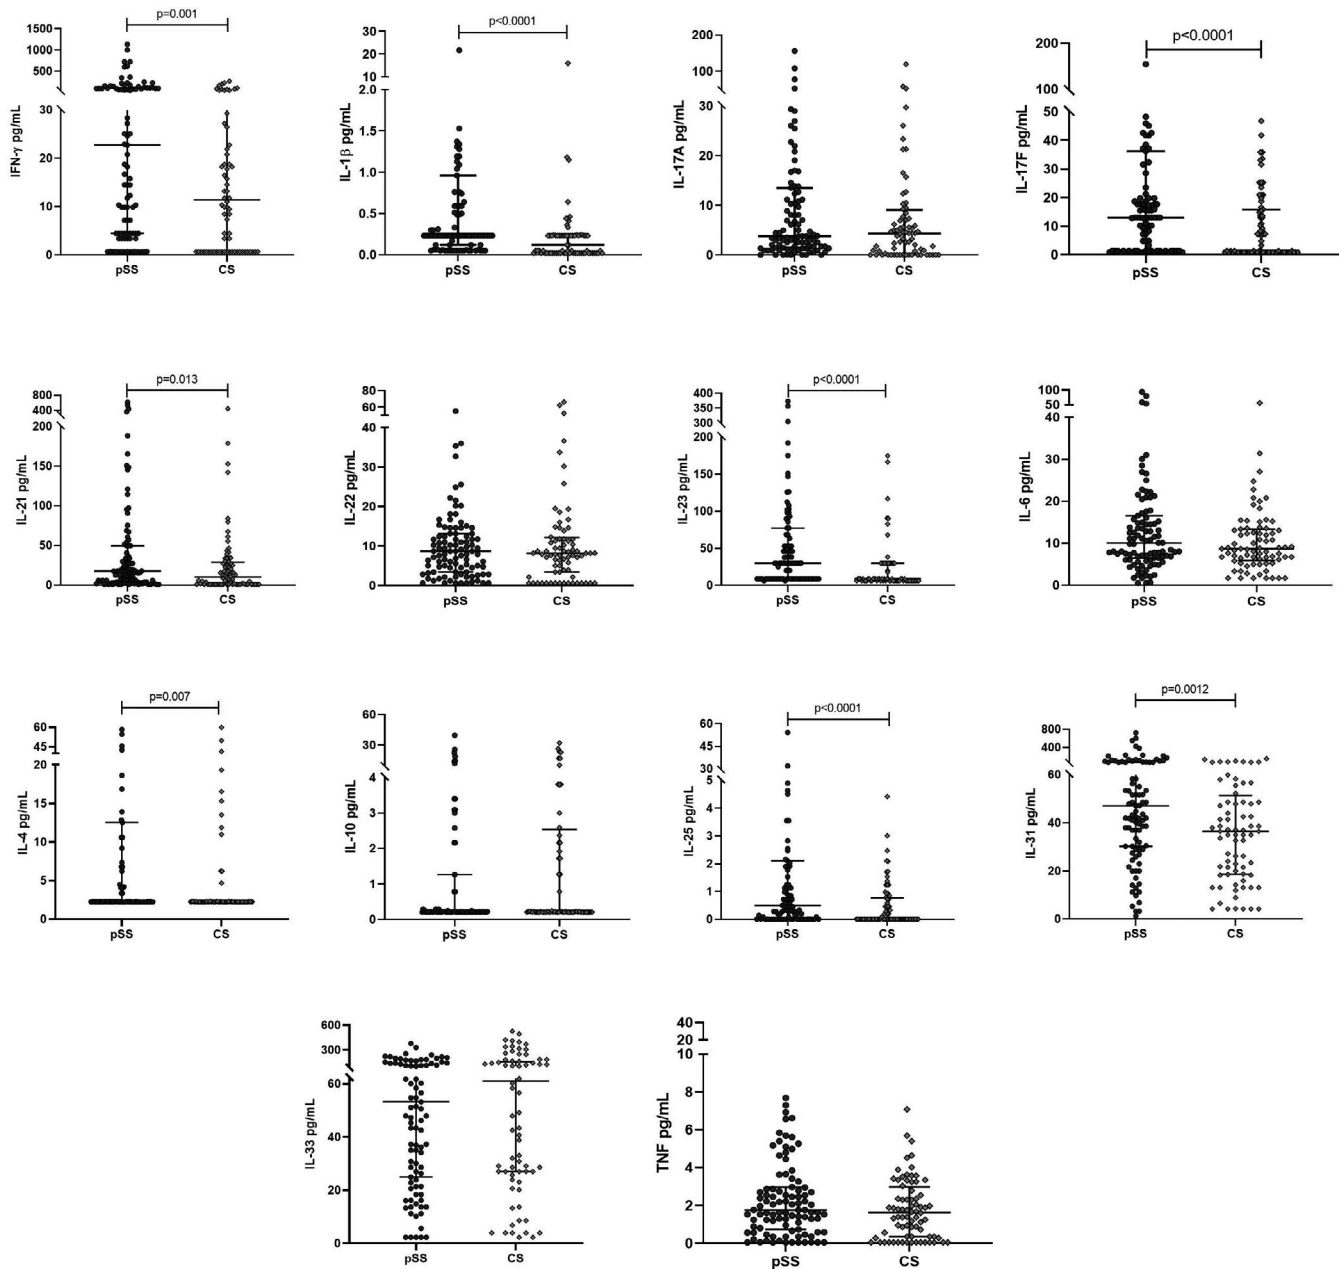 p=0.001
1500
1000
500
30
20
10
0
IFN-γ pg/mL
pSS CS
p<0.0001
30
20
10
2.0
1.5
1.0
0.5
0.0
IL-1β pg/mL
pSS CS
200
100
30
20
10
0
IL-17A pg/mL
pSS CS
p<0.0001
200
100
50
40
30
20
10
0
IL-17F pg/mL
pSS CS
p=0.013
800
400
200
150
100
50
0
IL-21 pg/mL
pSS CS
80
60
40
30
20
10
0
IL-22 pg/mL
pSS CS
p<0.0001
400
350
300
200
150
100
50
0
IL-23 pg/mL
pSS CS
100
50
40
30
20
10
0
IL-6 pg/mL
pSS CS
p=0.007
60
45
20
15
10
5
0
IL-4 pg/mL
pSS CS
60
30
4
3
2
1
0
IL-10 pg/mL
pSS CS
p<0.0001
60
45
30
5
4
3
2
1
0
IL-25 pg/mL
pSS CS
p=0.0012
800
400
60
40
20
0
IL-31 pg/mL
pSS CS
600
300
60
40
20
0
IL-33 pg/mL
pSS CS
40
20
10
8
6
4
2
0
TNF pg/mL
pSS CS